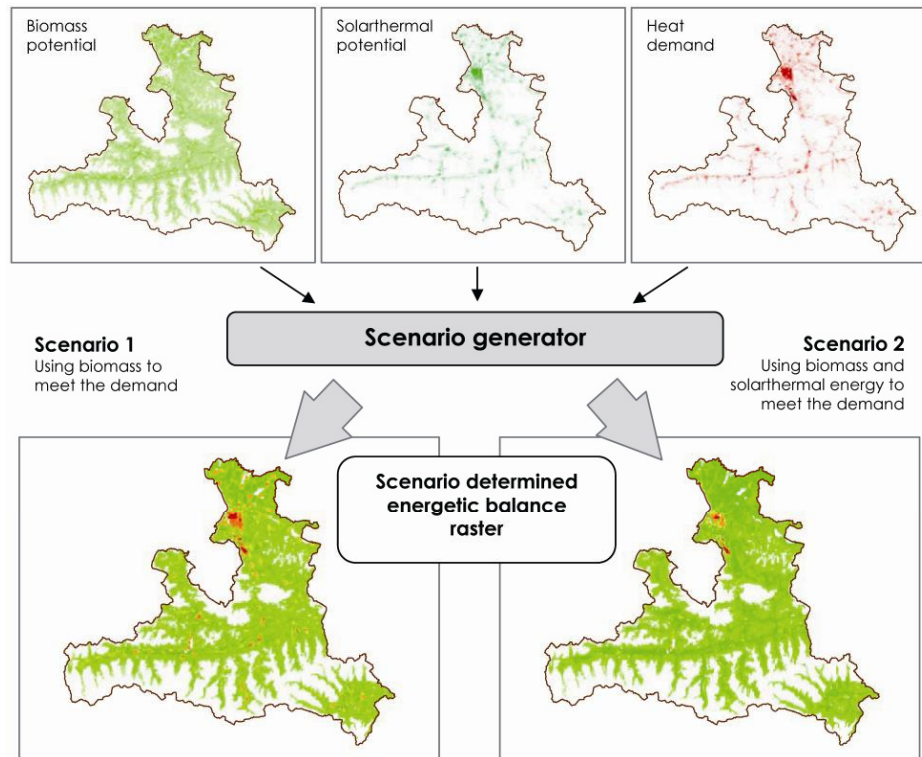 Biomass
potential
Solarthermal
potential
Heat
demand
Scenario generator
Scenario 1
Using biomass to
meet the demand
Scenario 2
Using biomass and
solarthermal energy to
meet the demand
Scenario determined
energetic balance
raster